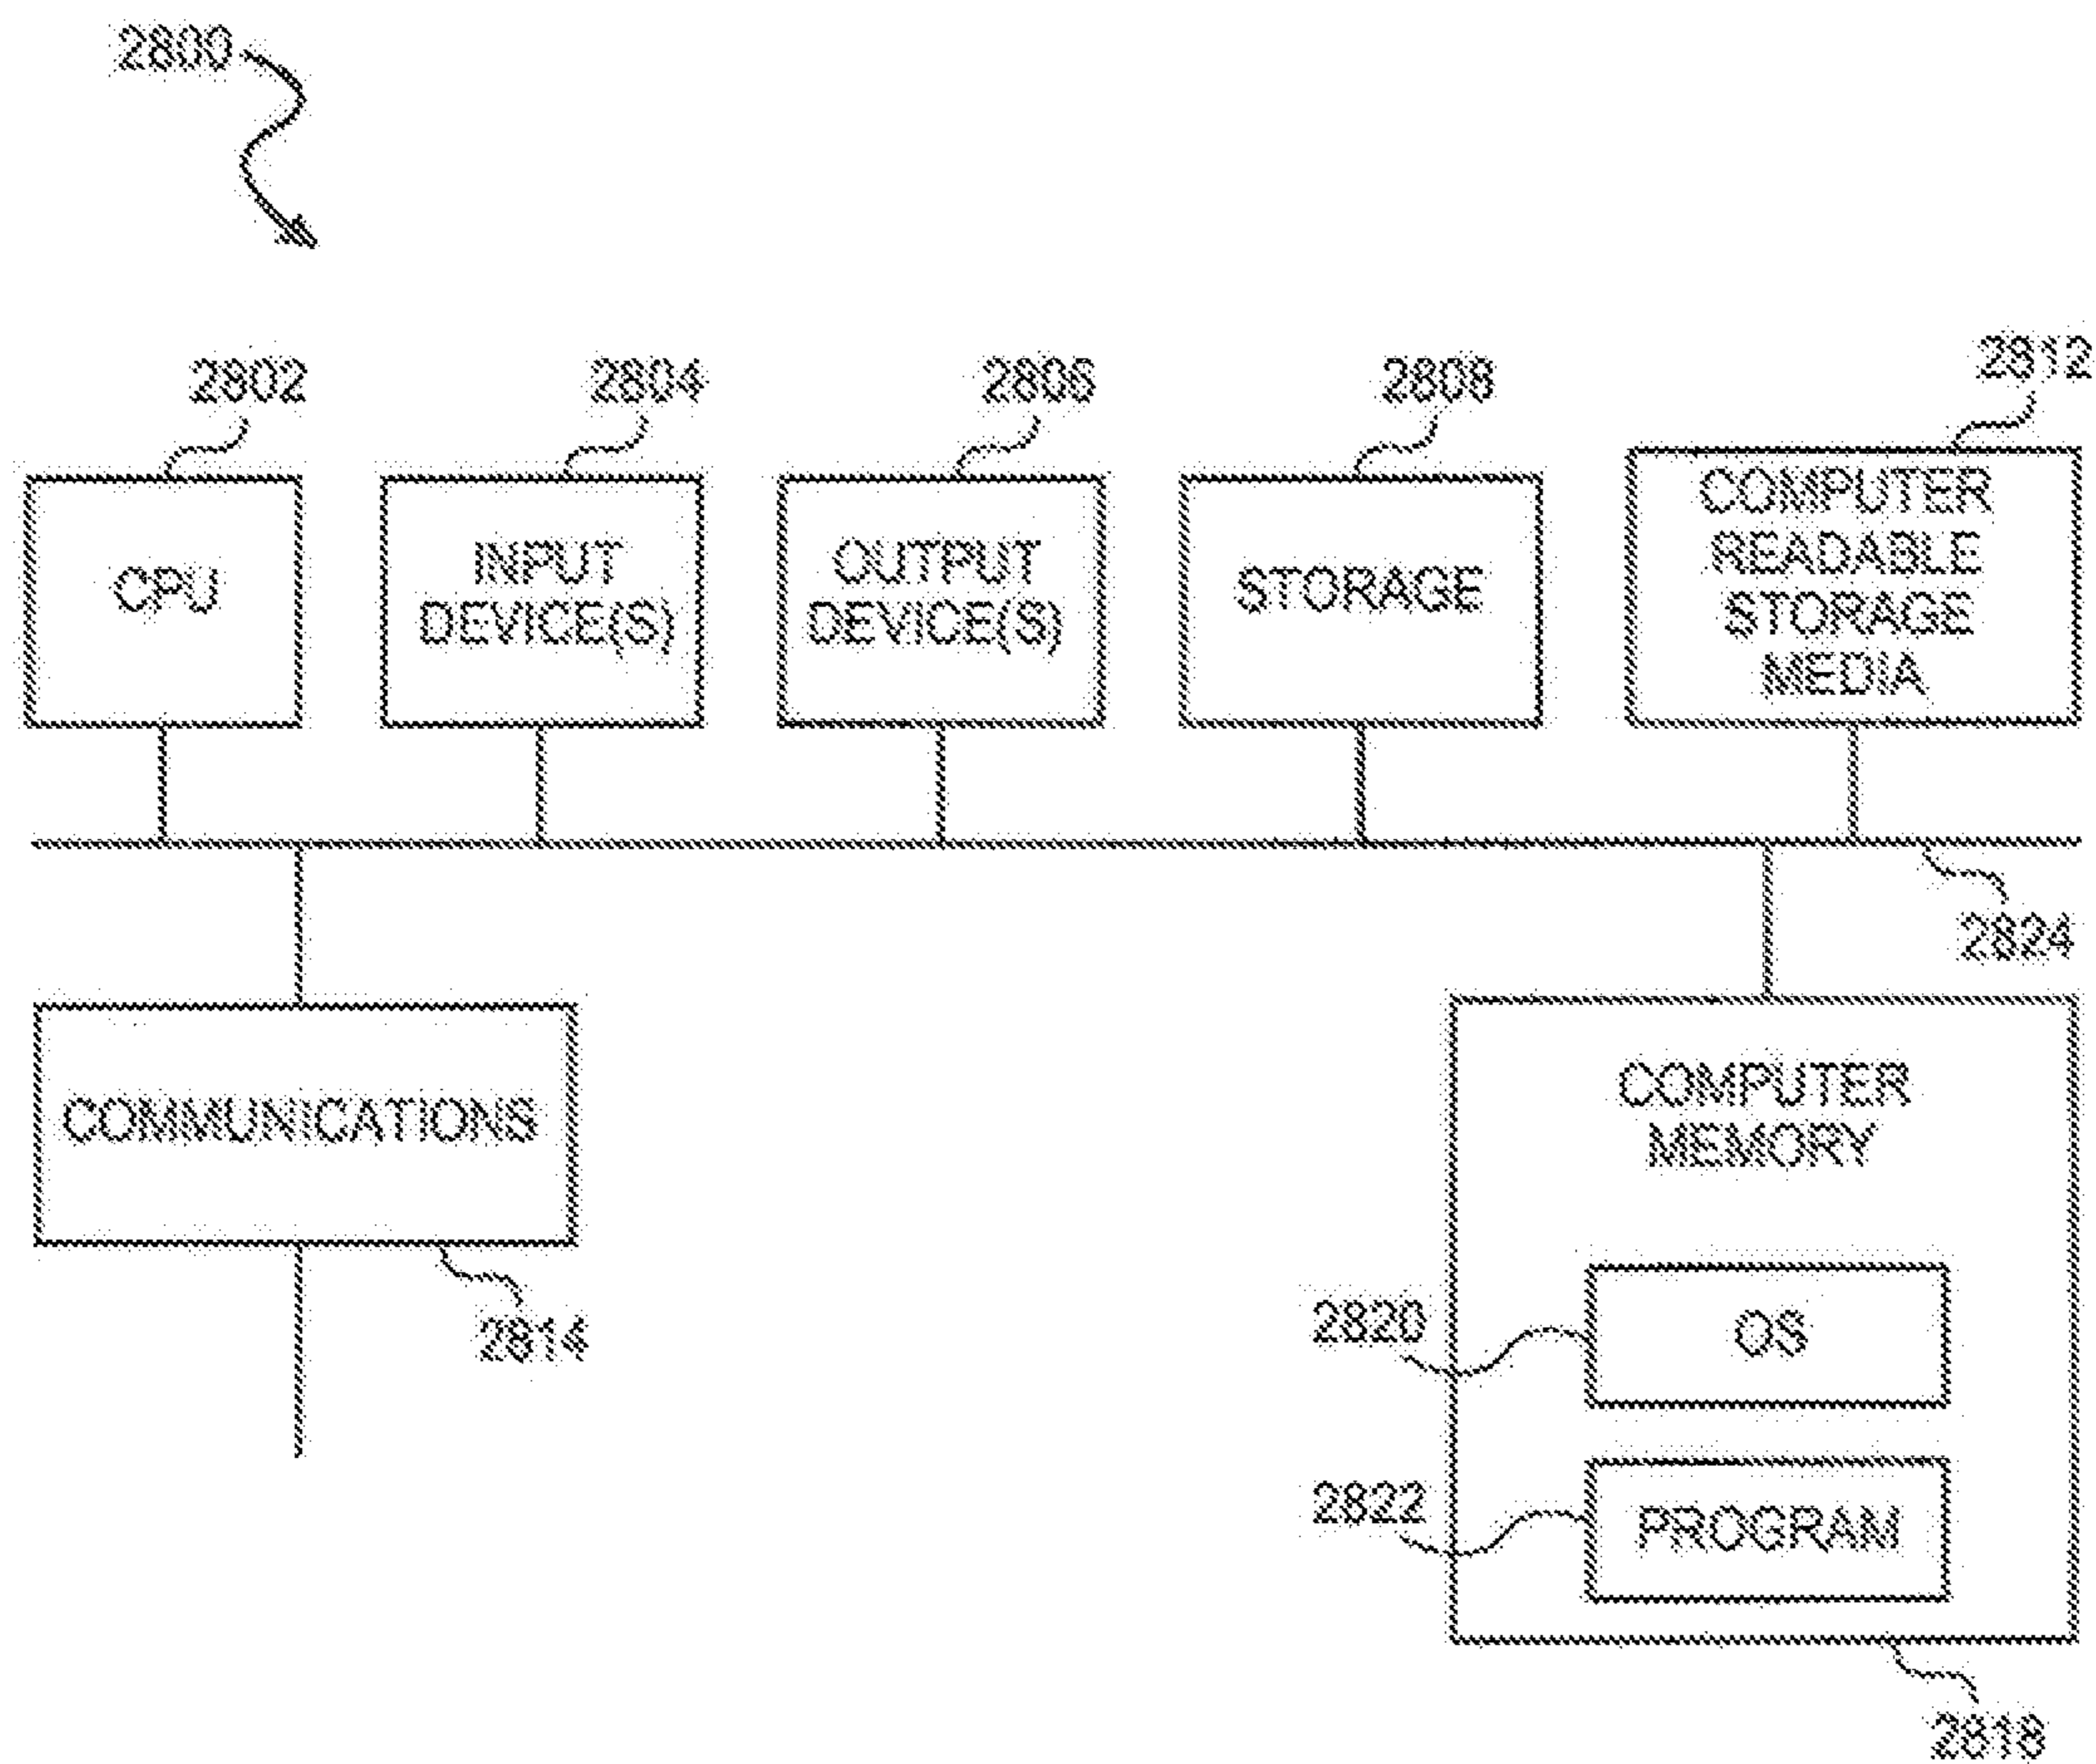 2800
2802
2804
2806
2808
2812
CPU
INPUT
DEVICE(S)
OUTPUT
DEVICE(S)
STORAGE
COMPUTER
READABLE
STORAGE
MEDIA
2824
COMMUNICATIONS
2814
COMPUTER
MEMORY
2820
OS
2822
PROGRAM
2818